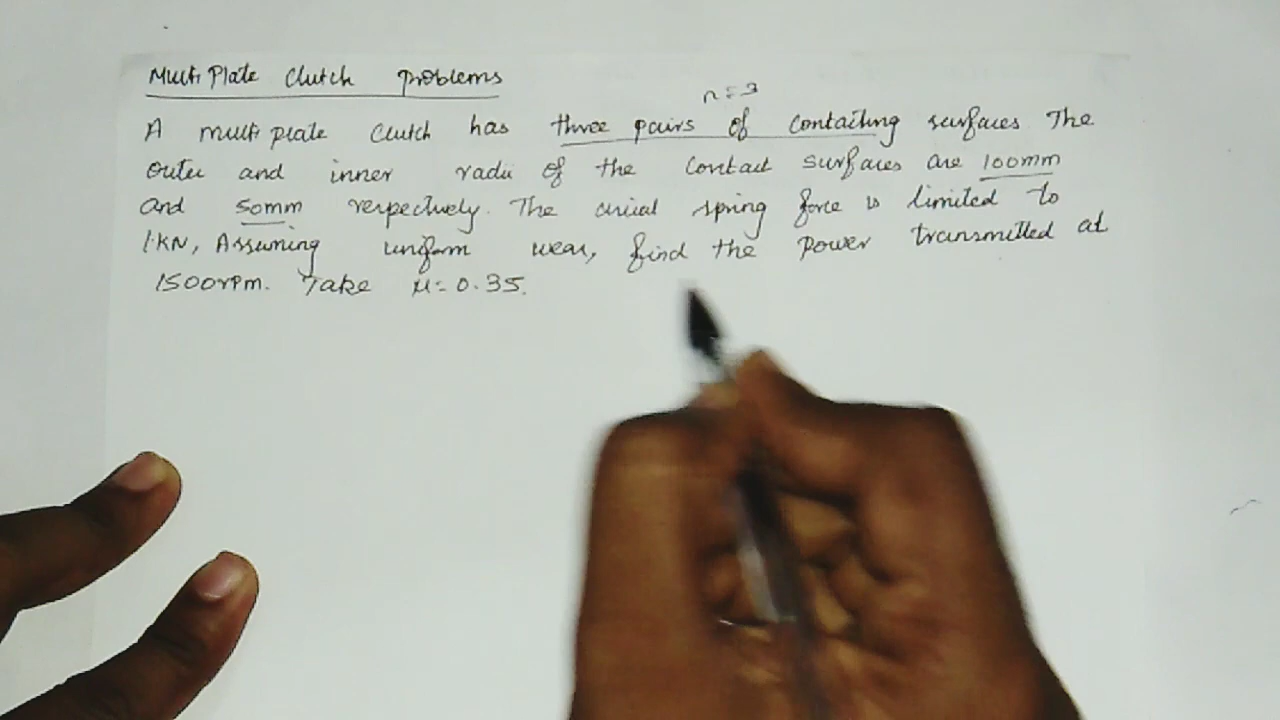 Multi Plate Clutch Problems
n = 3
A multi plate clutch has three pairs of contacting surfaces The
outer and inner radii of the contact surfaces are 100mm
and 50mm respectively. The axial spring force is limited to
1 KN, Assuming uniform wear, find the power transmitted at
1500rpm. Take μ = 0.35.